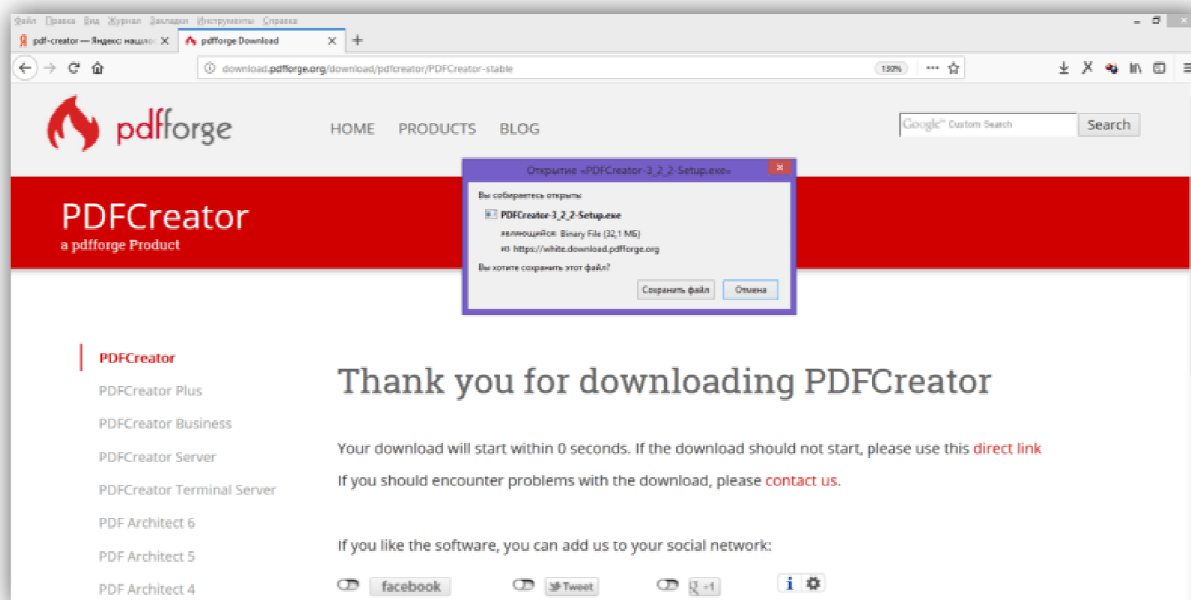 Файл Правка Вид Журнал Закладки Инструменты Справка
pdf-creator — Яндекс: нашло
pdfforge Download
download.pdfforge.org/download/pdfcreator/PDFCreator-stable
130%
pdfforge
HOME PRODUCTS BLOG
Google™ Custom Search
Search
Открытие «PDFCreator-3_2_2-Setup.exe»
Вы собираетесь открыть:
PDFCreator-3_2_2-Setup.exe
являющийся: Binary File (32,1 МБ)
из https://white.download.pdfforge.org
Вы хотите сохранить этот файл?
Сохранить файл
Отмена
PDFCreator
a pdfforge Product
PDFCreator
PDFCreator Plus
PDFCreator Business
PDFCreator Server
PDFCreator Terminal Server
PDF Architect 6
PDF Architect 5
PDF Architect 4
Thank you for downloading PDFCreator
Your download will start within 0 seconds. If the download should not start, please use this direct link
If you should encounter problems with the download, please contact us.
If you like the software, you can add us to your social network:
facebook
Tweet
+1